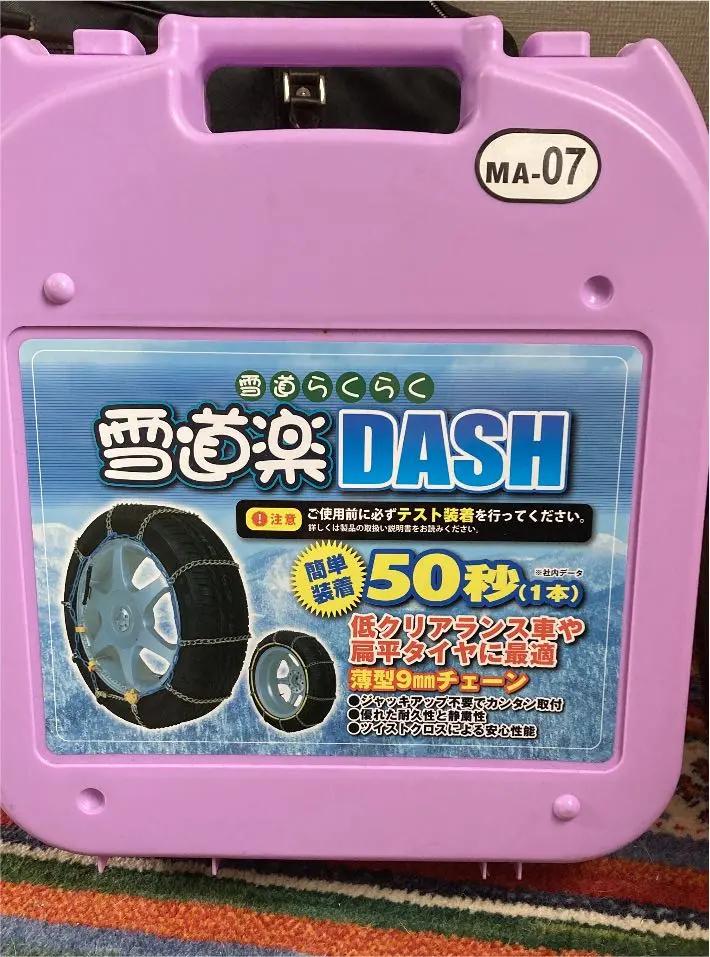 MA-07
雪道らくらく
雪道楽DASH
! 注意 ご使用前に必ずテスト装着を行ってください。
詳しくは製品の取扱い説明書をお読みください。
簡単
装着
50秒(1本)
※社内データ
低クリアランス車や
扁平タイヤに最適
薄型9mmチェーン
●ジャッキアップ不要でカンタン取付
●優れた耐久性と静粛性
●ツイストクロスによる安心性能